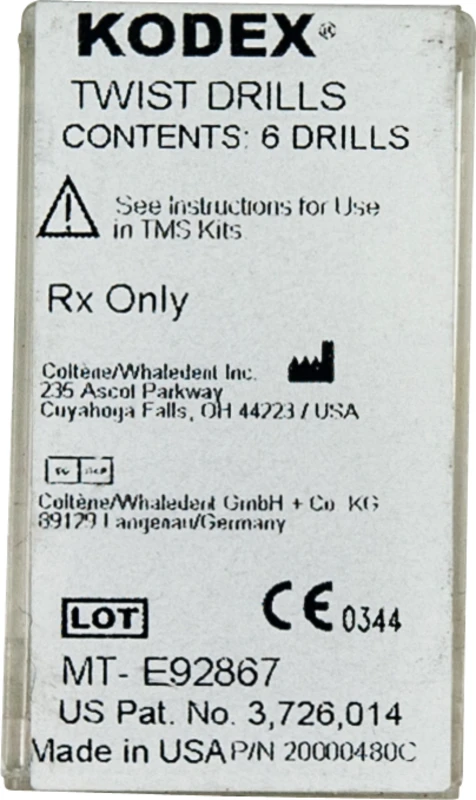 KODEX®
TWIST DRILLS
CONTENTS: 6 DRILLS
See Instructions for Use
in TMS Kits
Rx Only
Coltène/Whaledent Inc.
235 Ascot Parkway
Cuyahoga Falls, OH 44223 / USA
Coltène/Whaledent GmbH + Co. KG
89129 Langenau/Germany
CE 0344
LOT
MT- E92867
US Pat. No. 3,726,014
Made in USA P/N 20000480C